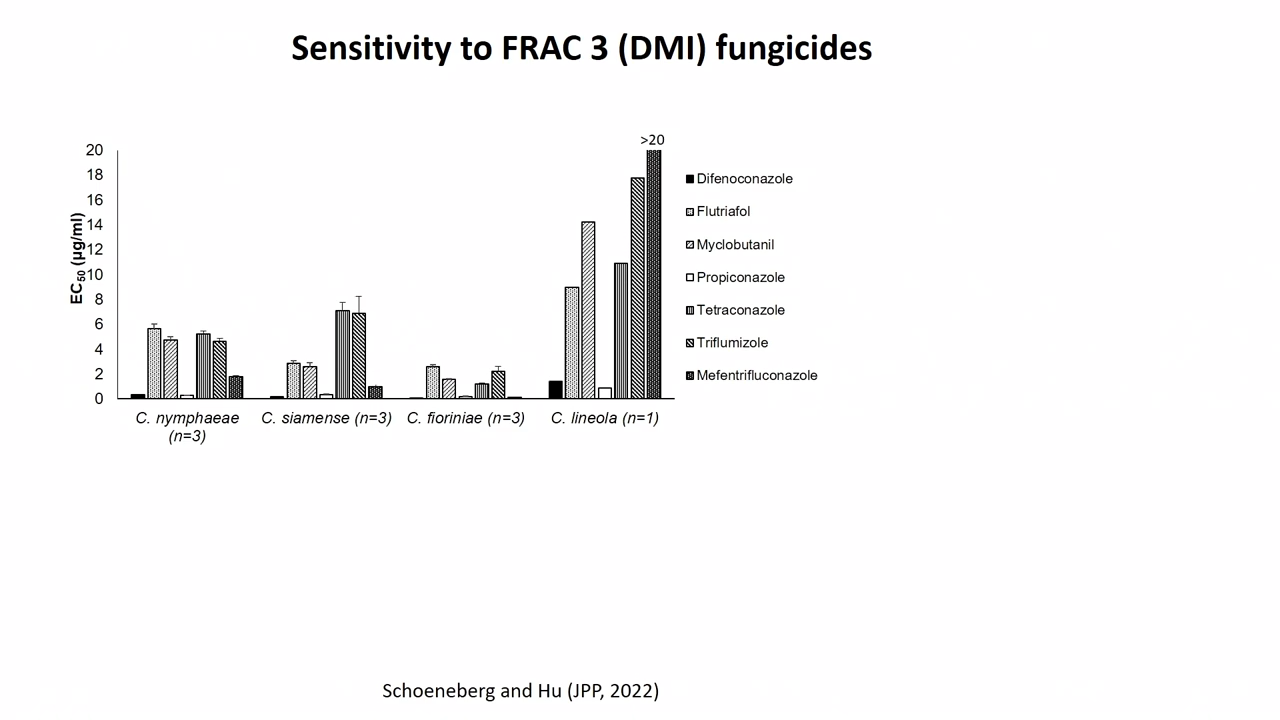 Sensitivity to FRAC 3 (DMI) fungicides
>20
20
18
16
14
12
10
8
6
4
2
0
EC50 (µg/ml)
C. nymphaeae
(n=3)
C. siamense (n=3)
C. fioriniae (n=3)
C. lineola (n=1)
Difenoconazole
Flutriafol
Myclobutanil
Propiconazole
Tetraconazole
Triflumizole
Mefentrifluconazole
Schoeneberg and Hu (JPP, 2022)